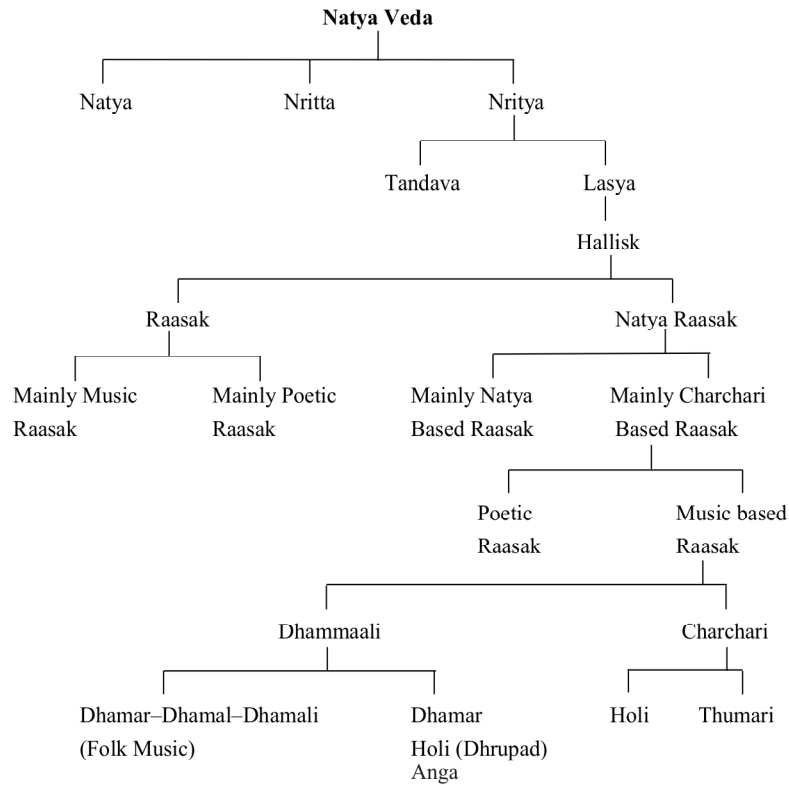 Natya Veda
Natya Nritta Nritya
Tandava Lasya
Hallisk
Raasak Natya Raasak
Mainly Music Mainly Poetic Mainly Natya Mainly Charchari
Raasak Raasak Based Raasak Based Raasak
Poetic Music based
Raasak Raasak
Dhammaali Charchari
Dhamar–Dhamal–Dhamali Dhamar Holi Thumari
(Folk Music) Holi (Dhrupad)
Anga